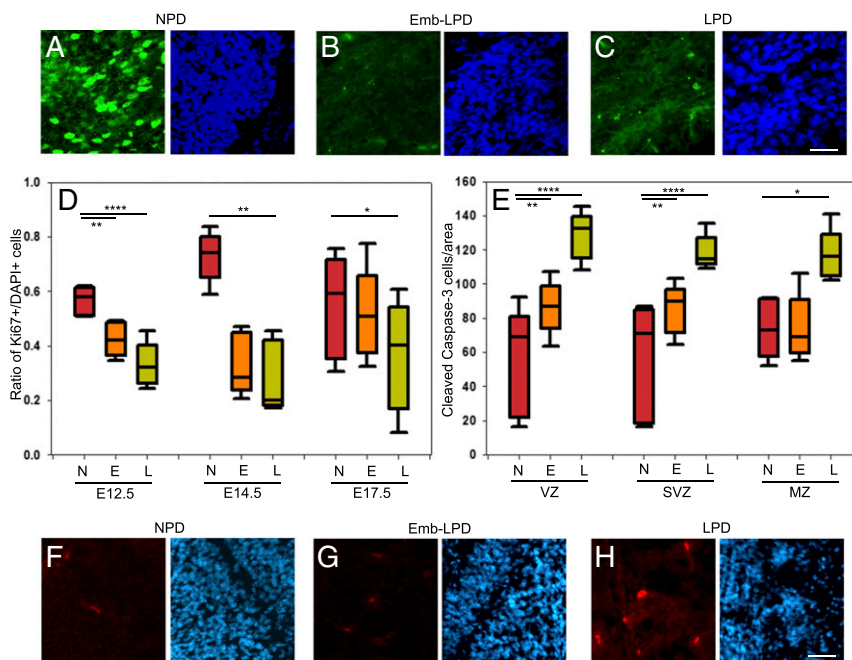 NPD Emb-LPD LPD
A B C
D
Ratio of Ki67+/DAPI+ cells
1.0
0.8
0.6
0.4
0.2
0.0
**** ** ** *
N E L N E L N E L
E12.5 E14.5 E17.5
E
Cleaved Caspase-3 cells/area
160
140
120
100
80
60
40
20
0
**** ** **** ** *
N E L N E L N E L
VZ SVZ MZ
NPD Emb-LPD LPD
F G H